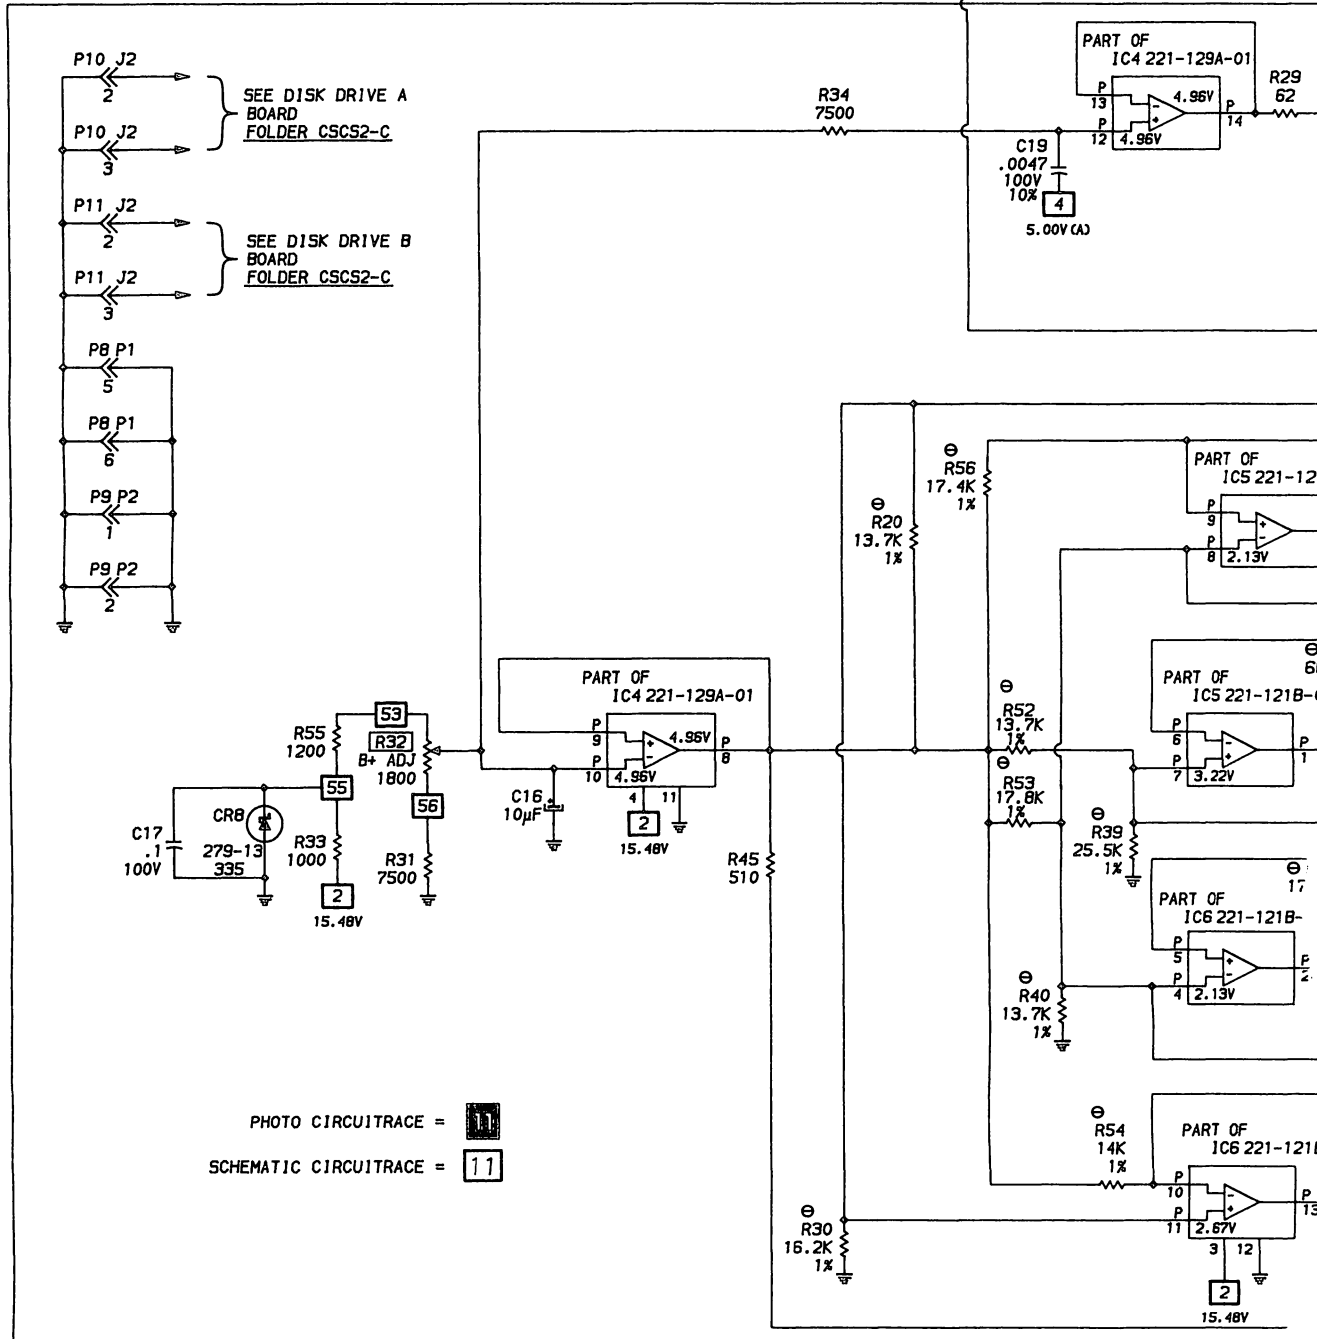 P10 J2
2
P10 J2
3
SEE DISK DRIVE A
BOARD
FOLDER CSCS2-C
P11 J2
2
P11 J2
3
SEE DISK DRIVE B
BOARD
FOLDER CSCS2-C
P8 P1
5
P8 P1
6
P9 P2
1
P9 P2
2
R34
7500
PART OF
IC4 221-129A-01
P
13
P
12
4.96V
4.96V
P
14
R29
62
C19
.0047
100V
10%
4
5.00V(A)
R56
17.4K
1%
R20
13.7K
1%
PART OF
IC5 221-12
P
9
P
8
2.13V
PART OF
IC4 221-129A-01
P
9
P
10
4.96V
4.96V
P
8
4
11
2
15.48V
R55
1200
53
R32
B+ ADJ
1800
55
56
CR8
279-13
335
C17
.1
100V
R33
1000
2
15.48V
R31
7500
C16
10μF
R45
510
R52
13.7K
1%
R53
17.8K
1%
R39
25.5K
1%
PART OF
IC5 221-121B-
P
6
P
7
3.22V
P
1
17
PART OF
IC6 221-121B-
P
5
P
4
2.13V
P
2
R40
13.7K
1%
R54
14K
1%
PART OF
IC6 221-121
P
10
P
11
2.67V
P
13
3
12
2
15.48V
R30
16.2K
1%
PHOTO CIRCUITRACE = 11
SCHEMATIC CIRCUITRACE = 11